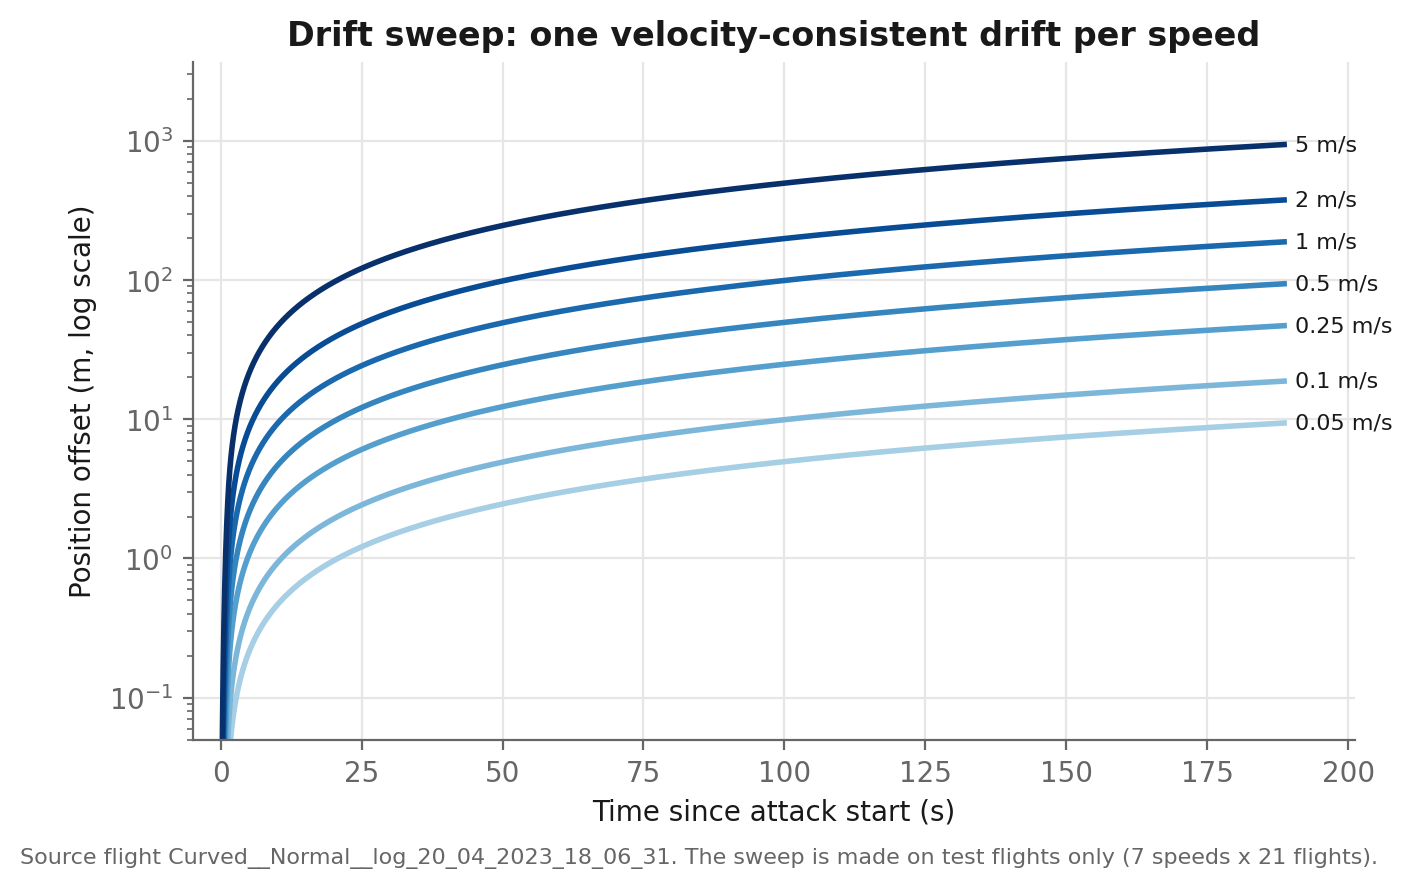 Drift sweep: one velocity-consistent drift per speed
Position offset (m, log scale)
10³
10²
10¹
10⁰
10⁻¹
5 m/s
2 m/s
1 m/s
0.5 m/s
0.25 m/s
0.1 m/s
0.05 m/s
0 25 50 75 100 125 150 175 200
Time since attack start (s)
Source flight Curved__Normal__log_20_04_2023_18_06_31. The sweep is made on test flights only (7 speeds x 21 flights).